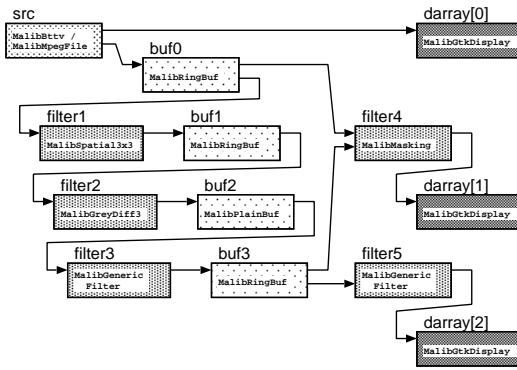 src
MalibBttv /
MalibMpegFile
darray[0]
MalibGtkDisplay
buf0
MalibRingBuf
filter1
MalibSpatial3x3
buf1
MalibRingBuf
filter4
MalibMasking
filter2
MalibGreyDiff3
buf2
MalibPlainBuf
darray[1]
MalibGtkDisplay
filter3
MalibGeneric
Filter
buf3
MalibRingBuf
filter5
MalibGeneric
Filter
darray[2]
MalibGtkDisplay